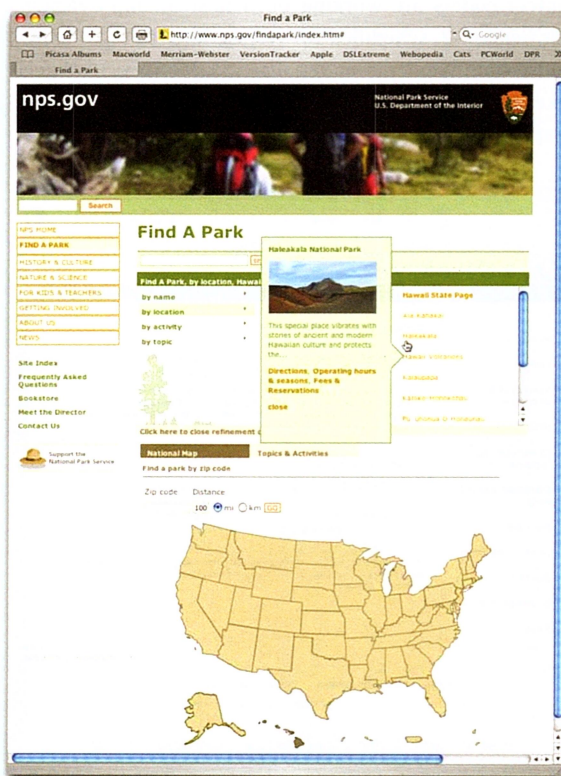 Find a Park
http://www.nps.gov/findapark/index.htm#
Google
Picasa Albums Macworld Merriam-Webster VersionTracker Apple DSLExtreme Webopedia Cats PCWorld DPR
Find a Park
nps.gov
National Park Service
U.S. Department of the Interior
Search
NPS HOME
FIND A PARK
HISTORY & CULTURE
NATURE & SCIENCE
FOR KIDS & TEACHERS
GETTING INVOLVED
ABOUT US
NEWS
Site Index
Frequently Asked
Questions
Bookstore
Meet the Director
Contact Us
Support the
National Park Service
Find A Park
Find A Park, by location, Hawai
by name
by location
by activity
by topic
Haleakala National Park
This special place vibrates with
stories of ancient and modern
Hawaiian culture and protects
the...
Directions, Operating hours
& seasons, Fees &
Reservations
close
Hawaii State Page
Haleakala
Hawaii Volcanoes
Kalaupapa
Click here to close refinement
National Map Topics & Activities
Find a park by zip code
Zip code Distance
100 mi km GO